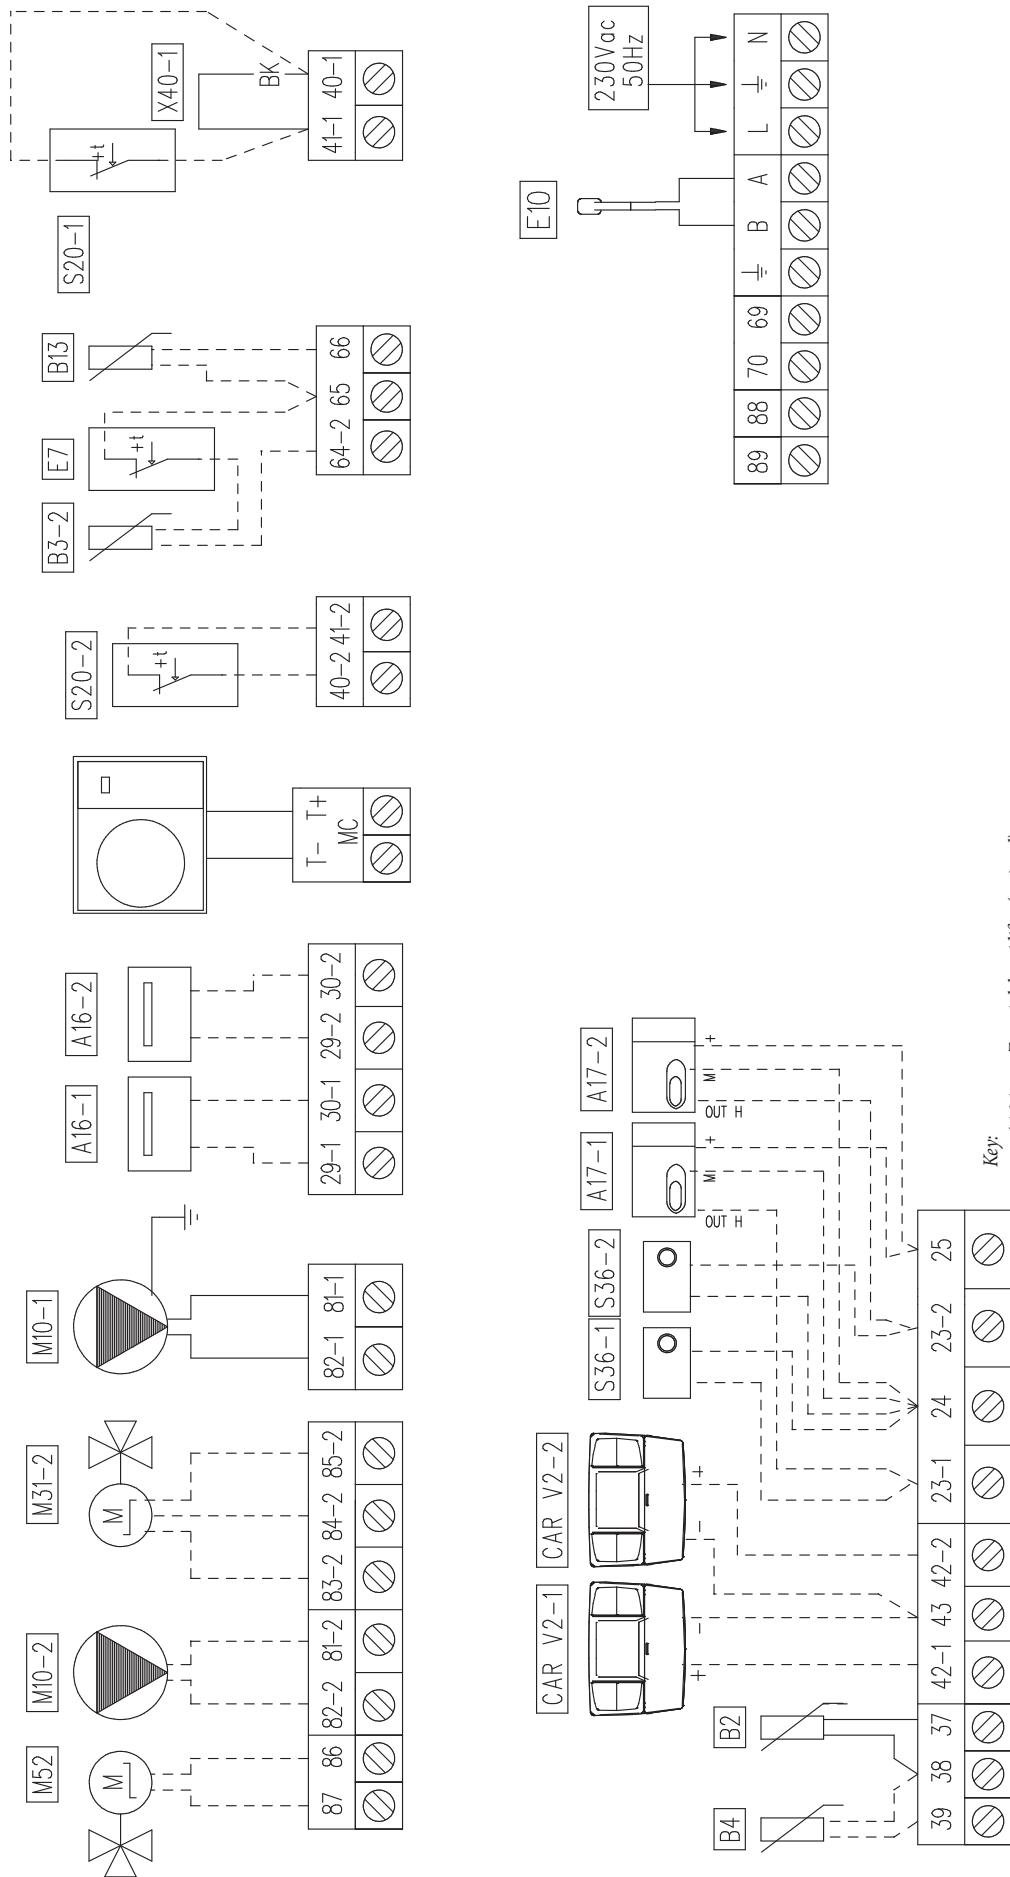 M52
M
87 86
M10-2
82-2 81-2
M31-2
M
83-2 84-2 85-2
M10-1
82-1 81-1
A16-1
A16-2
29-1 30-1 29-2 30-2
T- T+
MC
S20-2
+t
40-2 41-2
B3-2
E7
+t
B13
64-2 65 66
S20-1
+t
X40-1
BK
41-1 40-1
B4
B2
39 38 37
CAR V2-1
+ -
CAR V2-2
- +
42-1 43 42-2
S36-1
S36-2
A17-1
OUT H M +
A17-2
OUT H M +
23-1 24 23-2 25
E10
230Vac
50Hz
89 88 70 69 B A L N
Key: